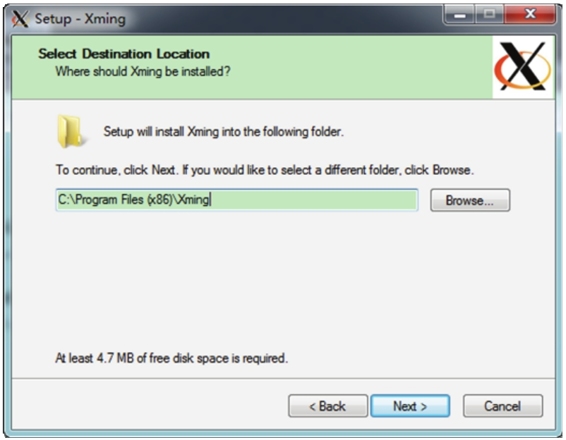 Setup - Xming
Select Destination Location
Where should Xming be installed?
Setup will install Xming into the following folder.
To continue, click Next. If you would like to select a different folder, click Browse.
C:\Program Files (x86)\Xming
Browse...
At least 4.7 MB of free disk space is required.
< Back
Next >
Cancel